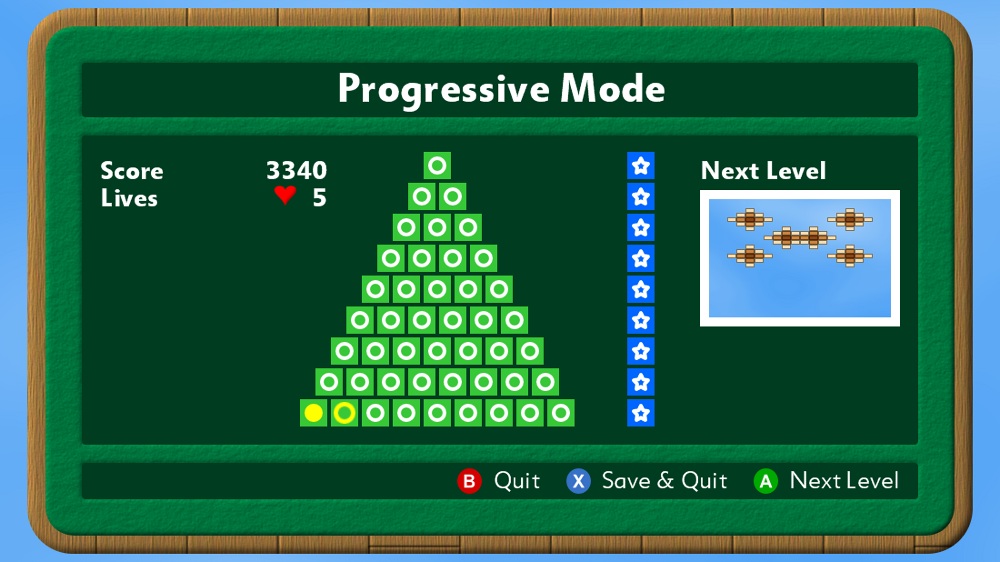 Progressive Mode
Score 3340
Lives 5
Next Level
B Quit X Save & Quit A Next Level